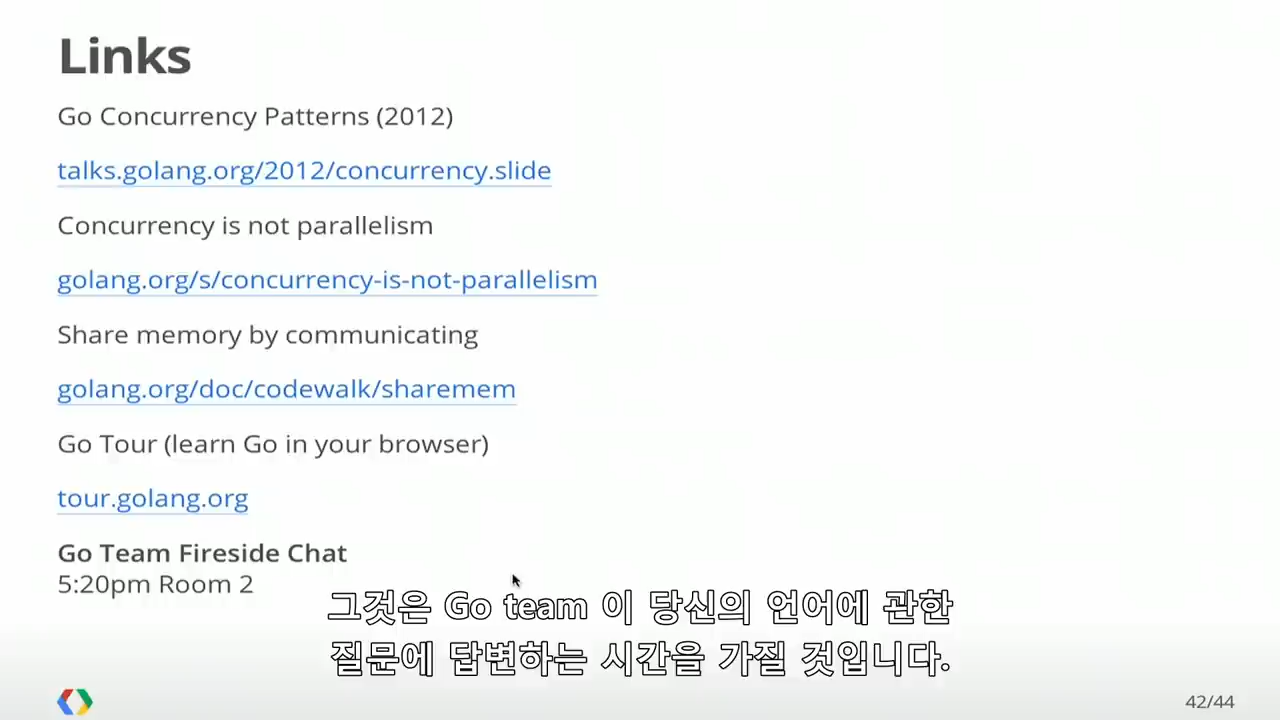 Links
Go Concurrency Patterns (2012)
talks.golang.org/2012/concurrency.slide
Concurrency is not parallelism
golang.org/s/concurrency-is-not-parallelism
Share memory by communicating
golang.org/doc/codewalk/sharemem
Go Tour (learn Go in your browser)
tour.golang.org
Go Team Fireside Chat
5:20pm Room 2
그것은 Go team 이 당신의 언어에 관한
질문에 답변하는 시간을 가질 것입니다.
42/44